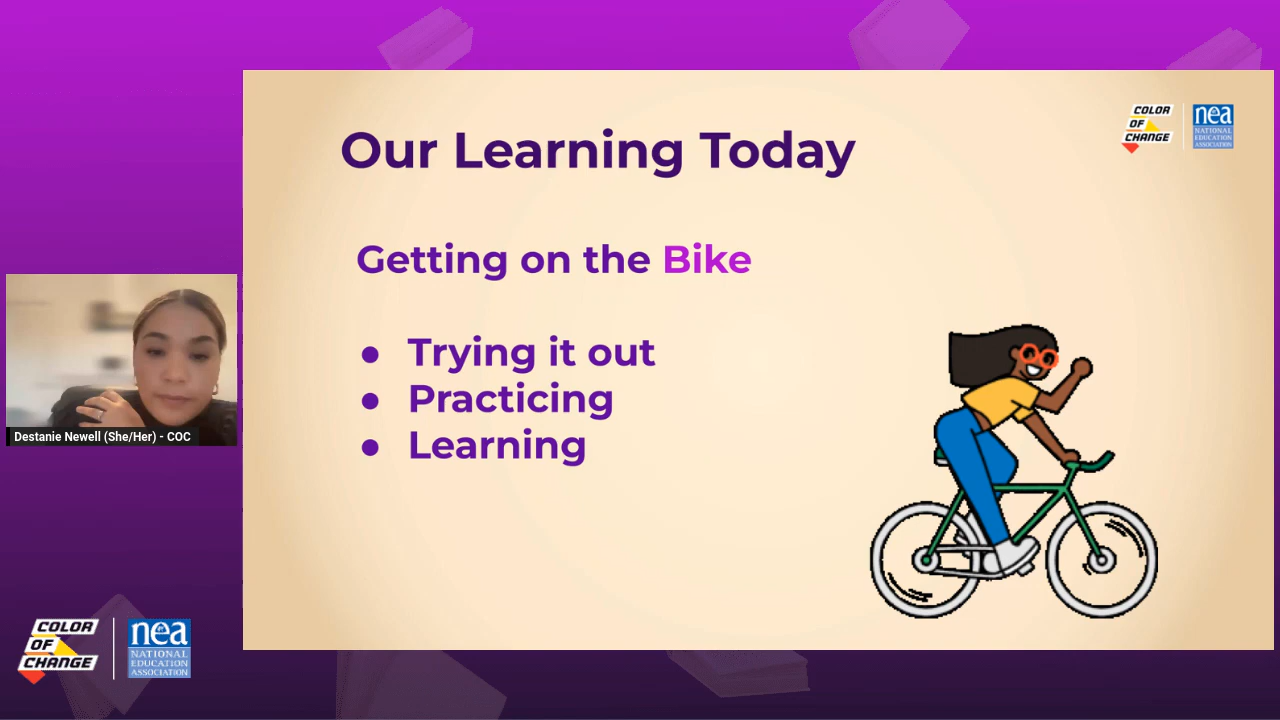 Our Learning Today
COLOR
OF
CHANGE
nea
NATIONAL
EDUCATION
ASSOCIATION
Getting on the Bike
● Trying it out
● Practicing
● Learning
Destanie Newell (She/Her) - COC
COLOR
OF
CHANGE
nea
NATIONAL
EDUCATION
ASSOCIATION